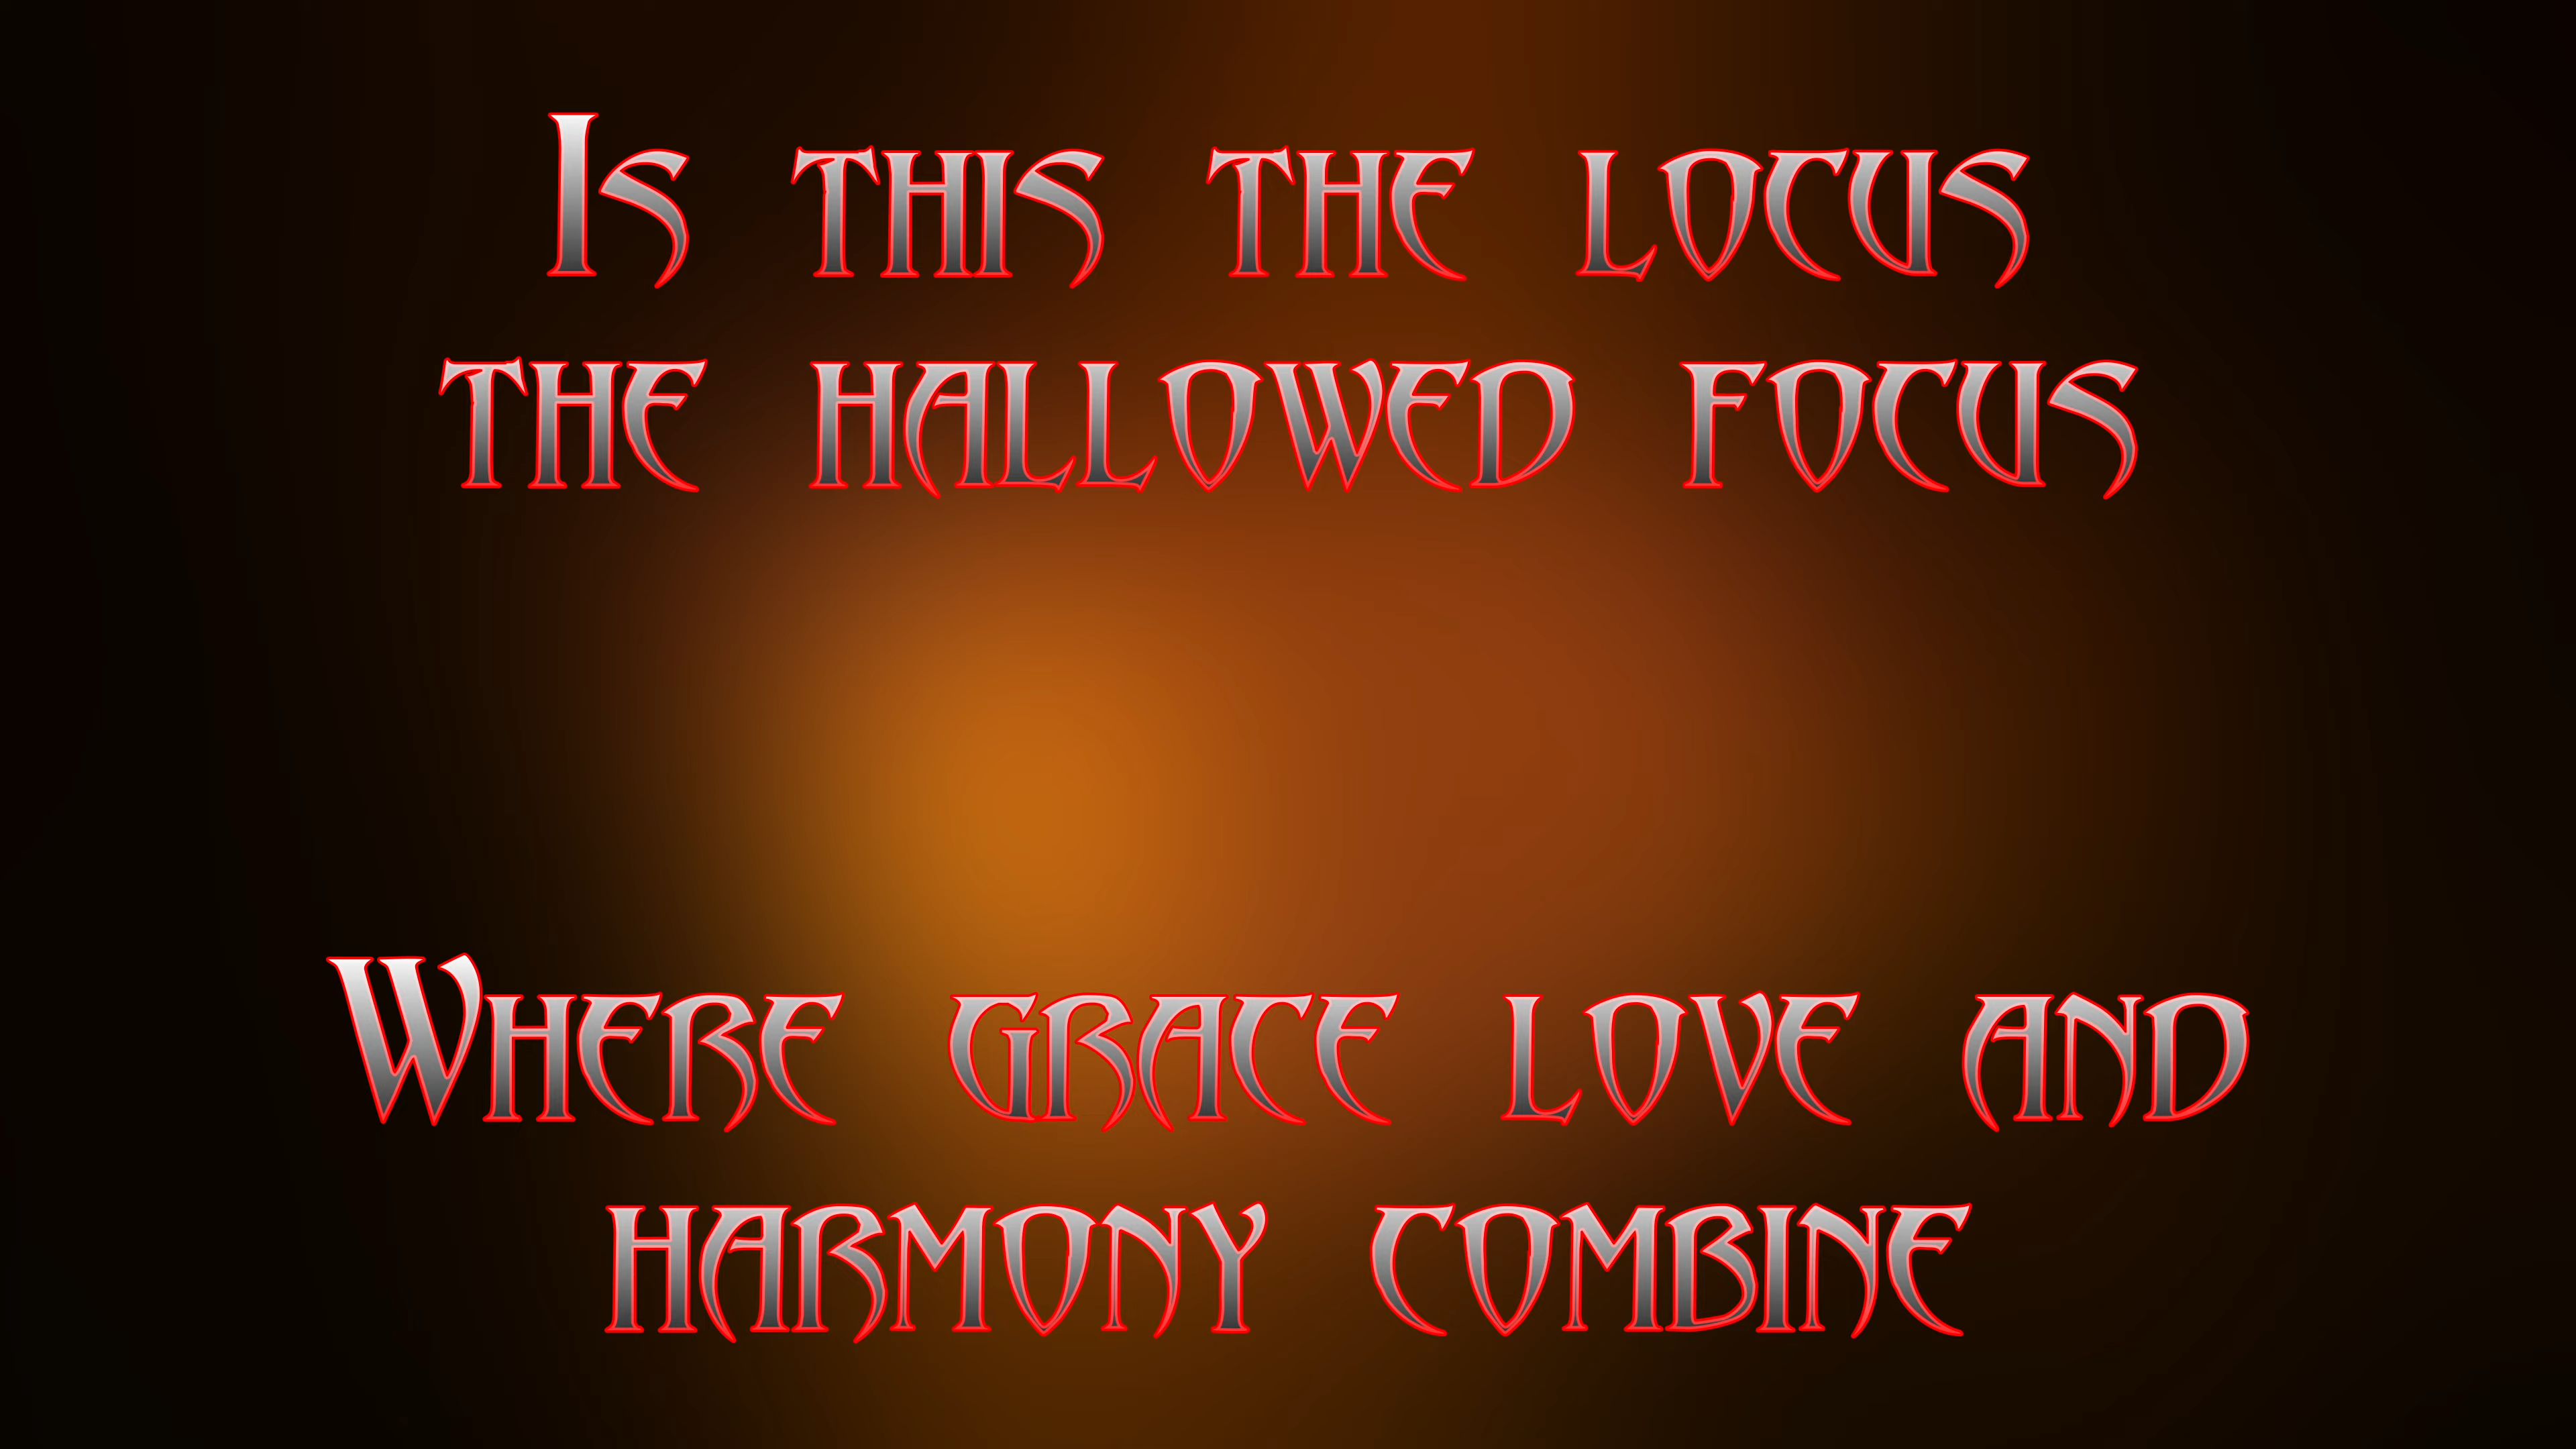 Is this the locus
the hallowed focus
Where grace love and
harmony combine